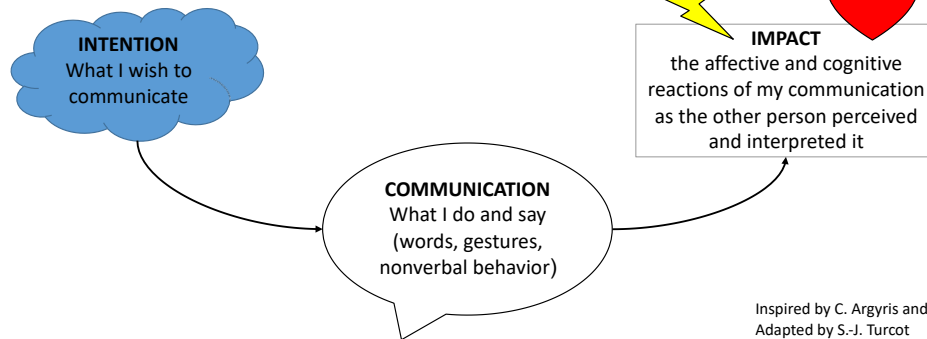 INTENTION
What I wish to
communicate
IMPACT
the affective and cognitive
reactions of my communication
as the other person perceived
and interpreted it
COMMUNICATION
What I do and say
(words, gestures,
nonverbal behavior)
Inspired by C. Argyris and
Adapted by S.-J. Turcot